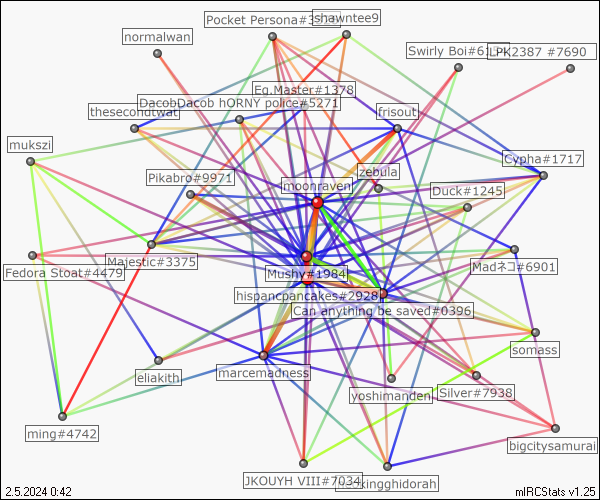 Pocket Persona#3
shawntee9
normalwan
Swirly Boi#61
LPK2387 #7690
Eg.Master#1378
DacobDacob hORNY police#5271
thesecondtwat
frisout
mukszi
Cypha#1717
zebula
Pikabro#9971
moonraven
Duck#1245
Majestic#3375
Mushy#1984
Madネコ#6901
Fedora Stoat#4479
hispancpancakes#2928
Can anything be saved#0396
somass
marcemadness
eliakith
yoshimanden
Silver#7938
ming#4742
bigcitysamurai
JKOUYH VIII#7034
kingghidorah
2.5.2024 0:42
mIRCStats v1.25